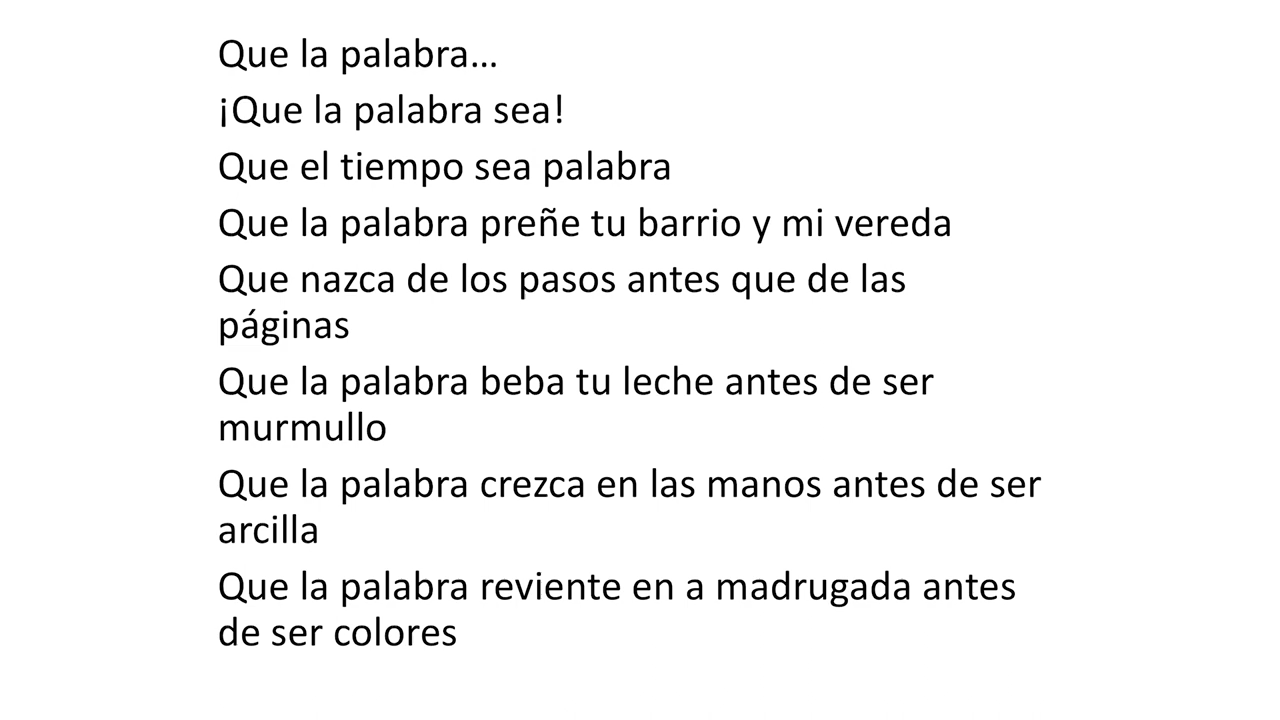 Que la palabra...
¡Que la palabra sea!
Que el tiempo sea palabra
Que la palabra preñe tu barrio y mi vereda
Que nazca de los pasos antes que de las
páginas
Que la palabra beba tu leche antes de ser
murmullo
Que la palabra crezca en las manos antes de ser
arcilla
Que la palabra reviente en a madrugada antes
de ser colores